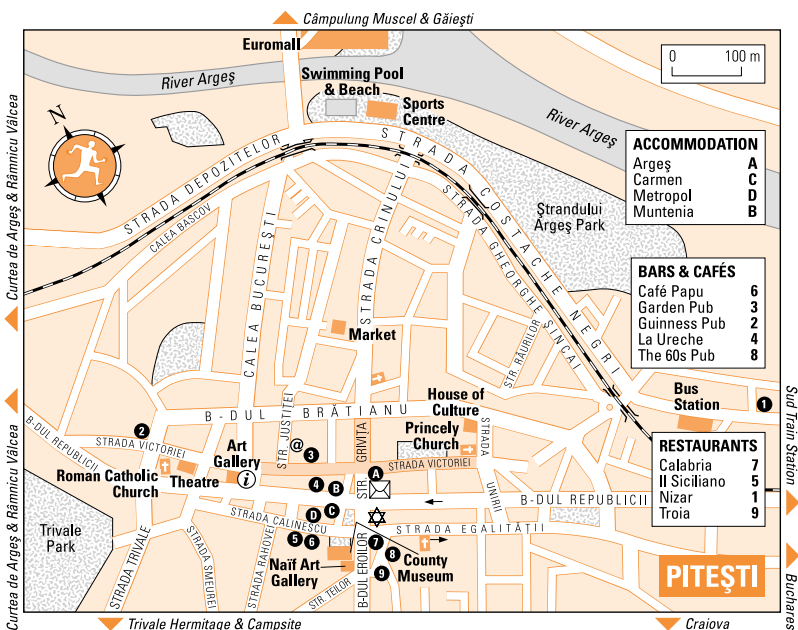 Câmpulung Muscel & Găieşti
Euromall
River Argeş
Swimming Pool
& Beach
Sports
Centre
River Argeş
0 100 m
N
ACCOMMODATION
Argeş A
Carmen C
Metropol D
Muntenia B
BARS & CAFÉS
Café Papu 6
Garden Pub 3
Guinness Pub 2
La Ureche 4
The 60s Pub 8
RESTAURANTS
Calabria 7
Il Siciliano 5
Nizar 1
Troia 9
PITEŞTI
Curtea de Argeş & Râmnicu Vâlcea
Curtea de Argeş & Râmnicu Vâlcea
STRADA DEPOZITELOR
CALEA BASCOV
CALEA BUCUREŞTI
STRADA CRINULUI
STRADA COSTACHE NEGRI
STRADA GHEORGHE ŞINCAI
Ştrandului
Argeş Park
STR. RÂURILOR
Market
House of
Culture
Princely
Church
Bus
Station
1
Sud Train Station
B-DUL BRĂTIANU
B-DUL REPUBLICII
STRADA VICTORIEI
2
STR. JUSTIŢIEI
@
3
STR. GRIVIŢA
STRADA VICTORIEI
Art
Gallery
i
Roman Catholic
Church
Theatre
4
B
A
STRADA UNIRII
B-DUL REPUBLICII
STRADA CALINESCU
D
C
STRADA EGALITĂŢII
5
6
7
8
9
Trivale
Park
STRADA TRIVALE
STRADA SMEUREI
STRADA RAHOVEI
Naïf Art
Gallery
STR. TEILOR
B-DUL EROILOR
County
Museum
Trivale Hermitage & Campsite
Craiova
Buchares